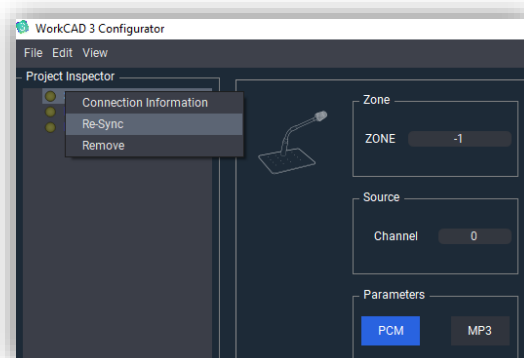 WorkCAD 3 Configurator
File Edit View
Project Inspector
Connection Information
Re-Sync
Remove
Zone
ZONE -1
Source
Channel 0
Parameters
PCM MP3